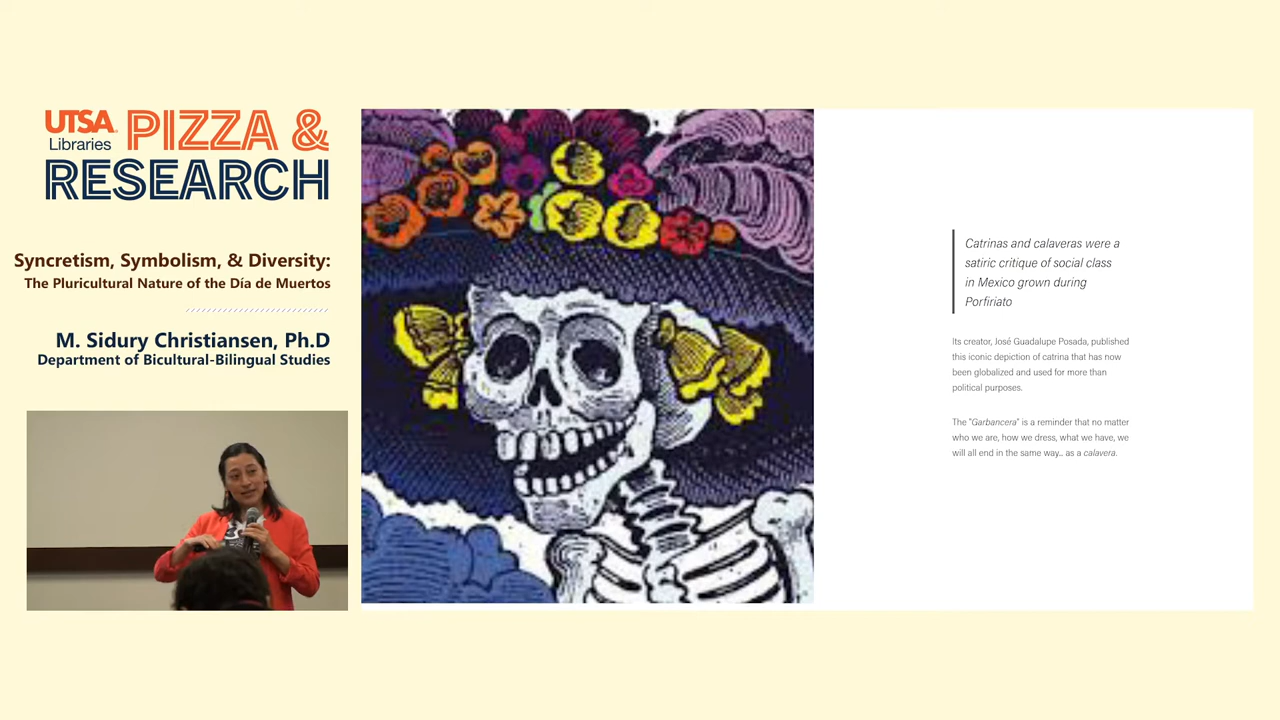 UTSA Libraries PIZZA &
RESEARCH
Syncretism, Symbolism, & Diversity:
The Pluricultural Nature of the Día de Muertos
M. Sidury Christiansen, Ph.D
Department of Bicultural-Bilingual Studies
Catrinas and calaveras were a
satiric critique of social class
in Mexico grown during
Porfiriato
Its creator, José Guadalupe Posada, published
this iconic depiction of catrina that has now
been globalized and used for more than
political purposes.
The "Garbancera" is a reminder that no matter
who we are, how we dress, what we have, we
will all end in the same way... as a calavera.